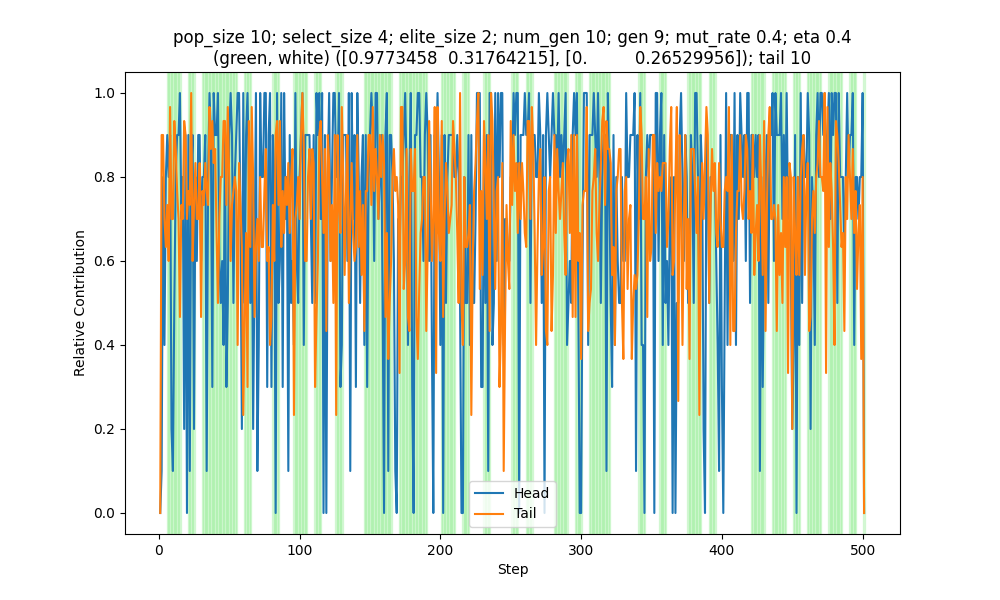 pop_size 10; select_size 4; elite_size 2; num_gen 10; gen 9; mut_rate 0.4; eta 0.4
(green, white) ([0.9773458 0.31764215], [0. 0.26529956]); tail 10
1.0
0.8
0.6
0.4
0.2
0.0
Relative Contribution
Head
Tail
0 100 200 300 400 500
Step